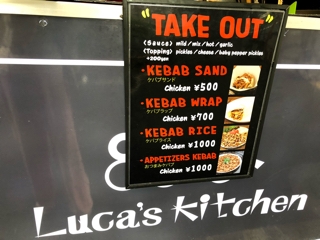 "TAKE OUT"
(Sauce) mild / mix / hot / garlic
(Topping) pickles / cheese / baby pepper pickles
+200yen
・KEBAB SAND
ケバブサンド
Chicken ¥500
・KEBAB WRAP
ケバブラップ
Chicken ¥700
・KEBAB RICE
ケバブライス
Chicken ¥1000
・APPETIZERS KEBAB
おつまみケバブ
Chicken ¥1000
Luca's Kitchen